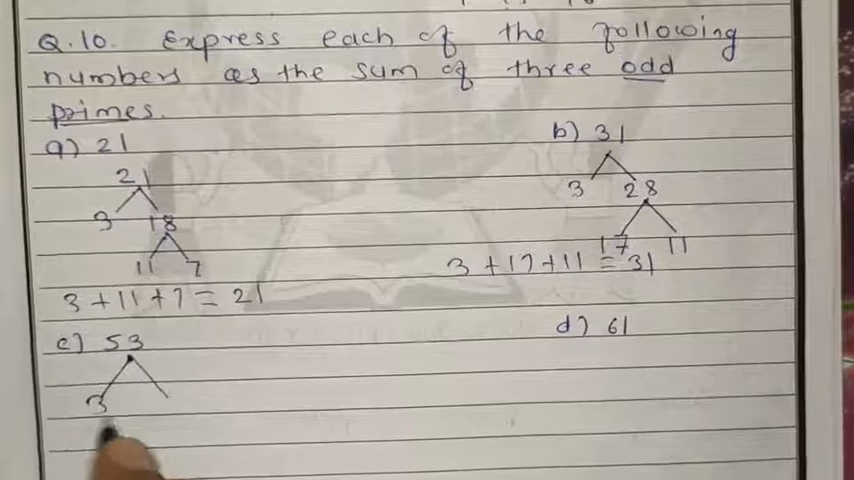 Q.10. Express each of the following
numbers as the sum of three odd
primes.
a) 21
21
3 18
11 7
3 + 11 + 7 = 21
b) 31
3 28
17 11
3 + 17 + 11 = 31
c) 53
3
d) 61